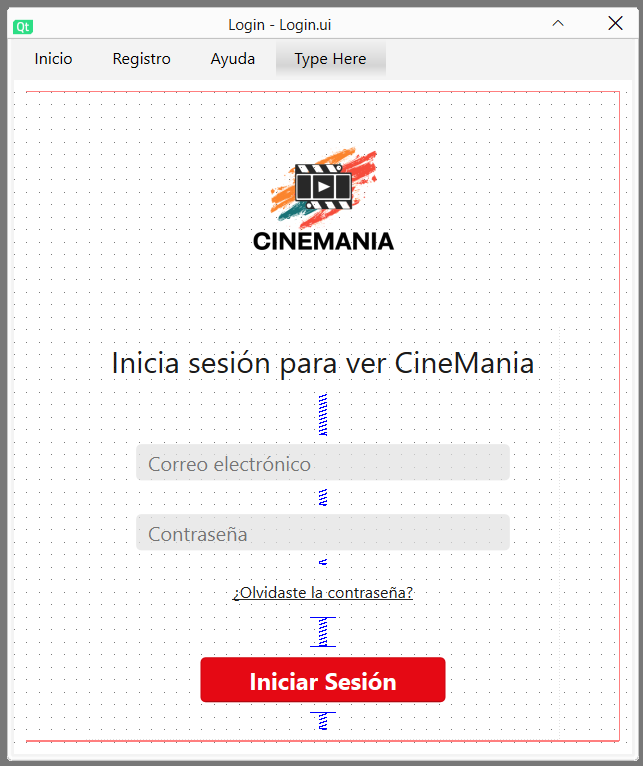 Qt
Login - Login.ui
Inicio Registro Ayuda Type Here
CINEMANIA
Inicia sesión para ver CineMania
Correo electrónico
Contraseña
¿Olvidaste la contraseña?
Iniciar Sesión